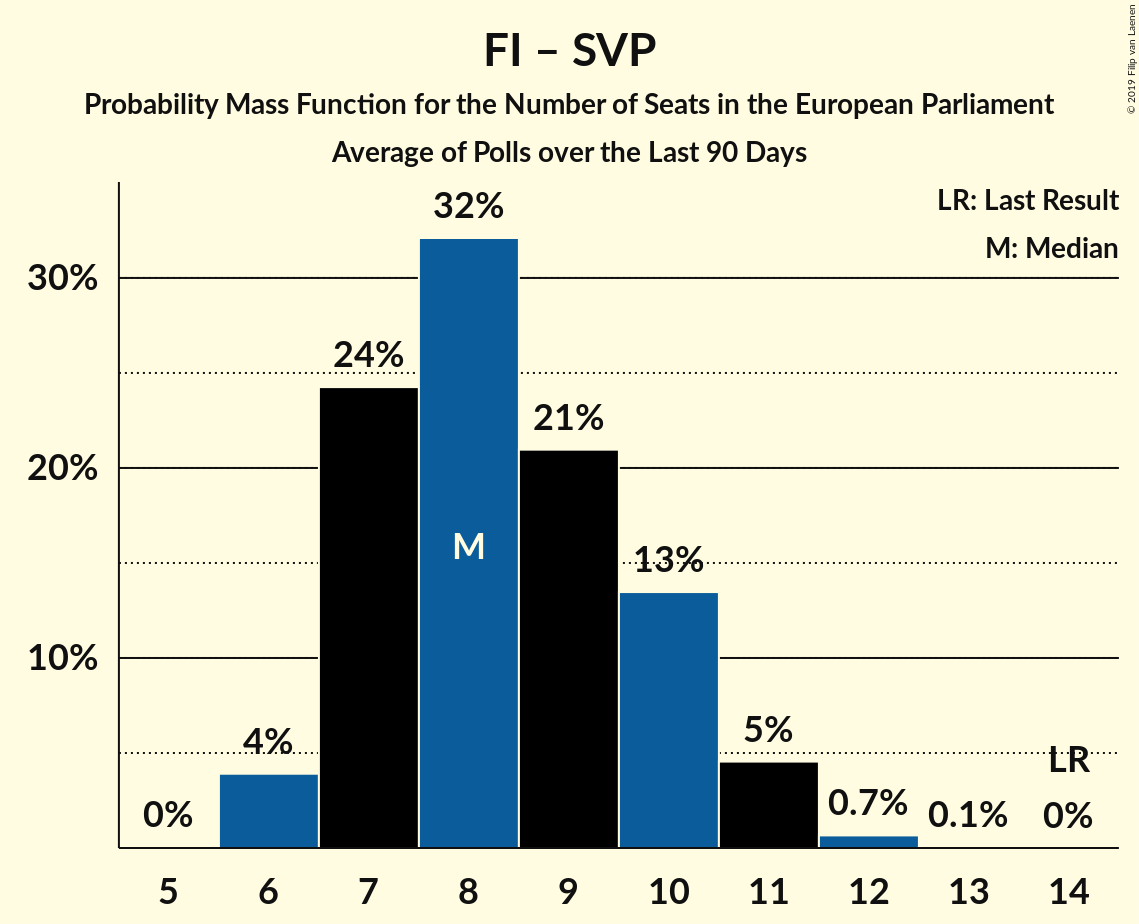 FI – SVP
Probability Mass Function for the Number of Seats in the European Parliament
Average of Polls over the Last 90 Days
© 2019 Filip van Laenen
LR: Last Result
M: Median
30%
20%
10%
0%
4%
24%
32%
M
21%
13%
5%
0.7%
0.1%
LR
0%
5 6 7 8 9 10 11 12 13 14